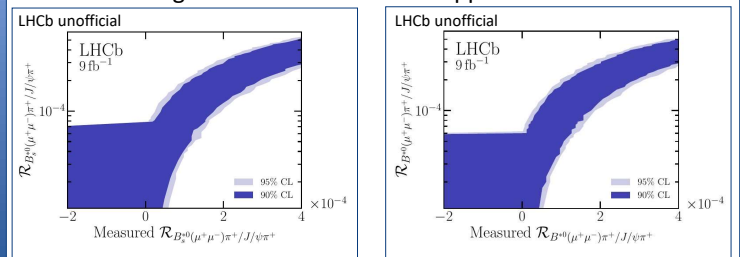 LHCb unofficial
LHCb
9 fb⁻¹
10⁻⁴
ℛ_{B_s^{*0}(μ⁺μ⁻)π⁺/J/ψπ⁺}
95% CL
90% CL
−2 0 2 4
×10⁻⁴
Measured ℛ_{B_s^{*0}(μ⁺μ⁻)π⁺/J/ψπ⁺}
LHCb unofficial
LHCb
9 fb⁻¹
10⁻⁴
ℛ_{B^{*0}(μ⁺μ⁻)π⁺/J/ψπ⁺}
95% CL
90% CL
−2 0 2 4
×10⁻⁴
Measured ℛ_{B^{*0}(μ⁺μ⁻)π⁺/J/ψπ⁺}